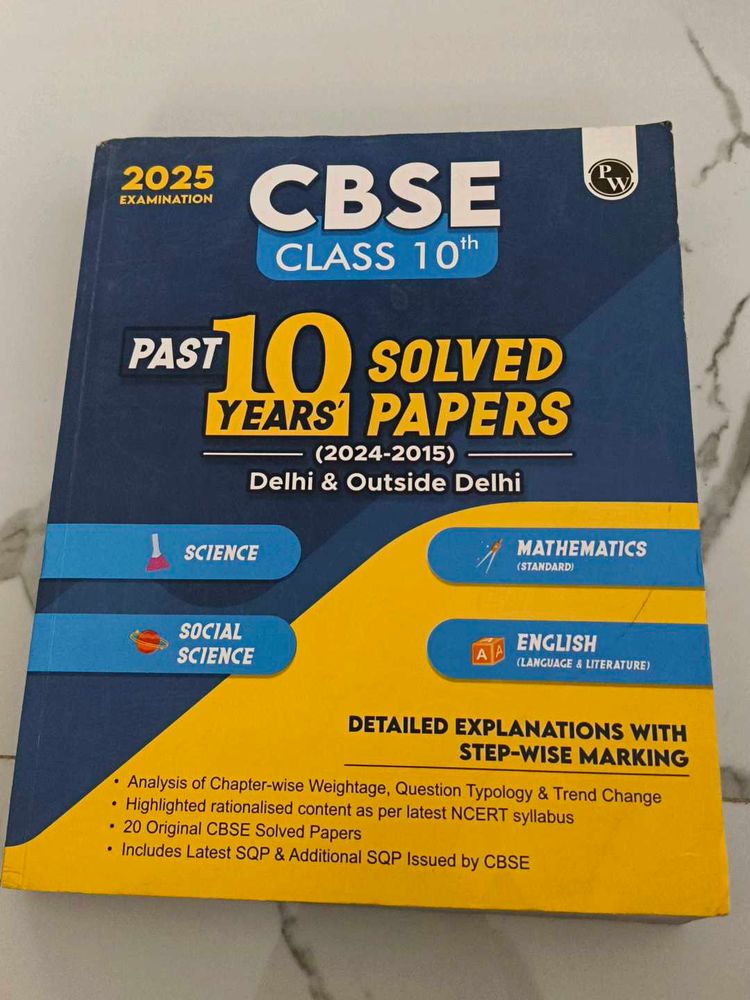 2025
EXAMINATION
CBSE
CLASS 10th
PW
PAST 10 YEARS' SOLVED PAPERS
(2024-2015)
Delhi & Outside Delhi
SCIENCE
MATHEMATICS
(STANDARD)
SOCIAL
SCIENCE
A A
ENGLISH
(LANGUAGE & LITERATURE)
DETAILED EXPLANATIONS WITH
STEP-WISE MARKING
• Analysis of Chapter-wise Weightage, Question Typology & Trend Change
• Highlighted rationalised content as per latest NCERT syllabus
• 20 Original CBSE Solved Papers
• Includes Latest SQP & Additional SQP Issued by CBSE